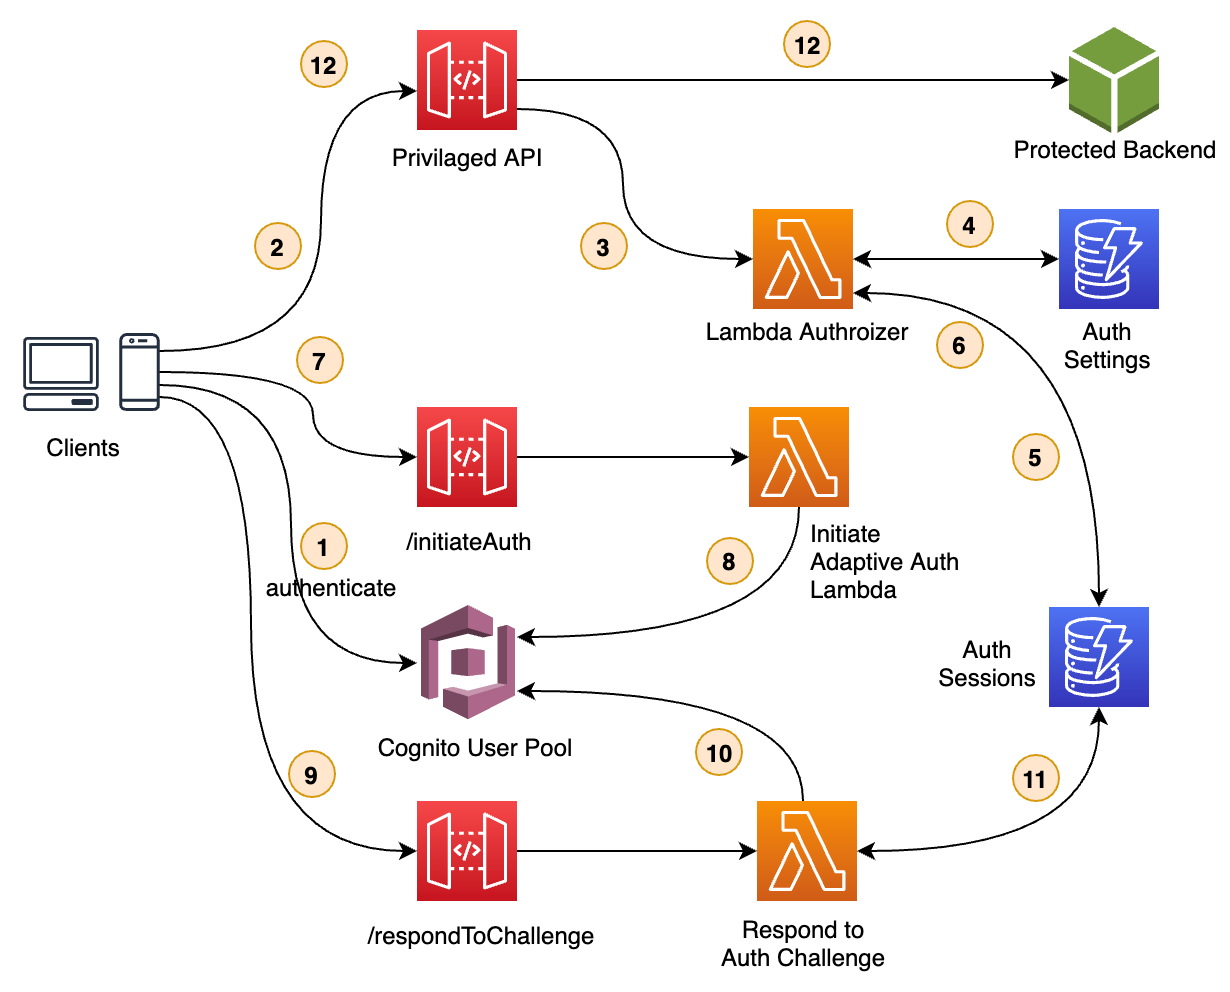 12
12
</>
Privilaged API
Protected Backend
2
3
4
Lambda Authroizer
6
Auth
Settings
7
Clients
</>
5
/initiateAuth
Initiate
Adaptive Auth
Lambda
1
authenticate
8
Auth
Sessions
Cognito User Pool
10
9
11
</>
/respondToChallenge
Respond to
Auth Challenge